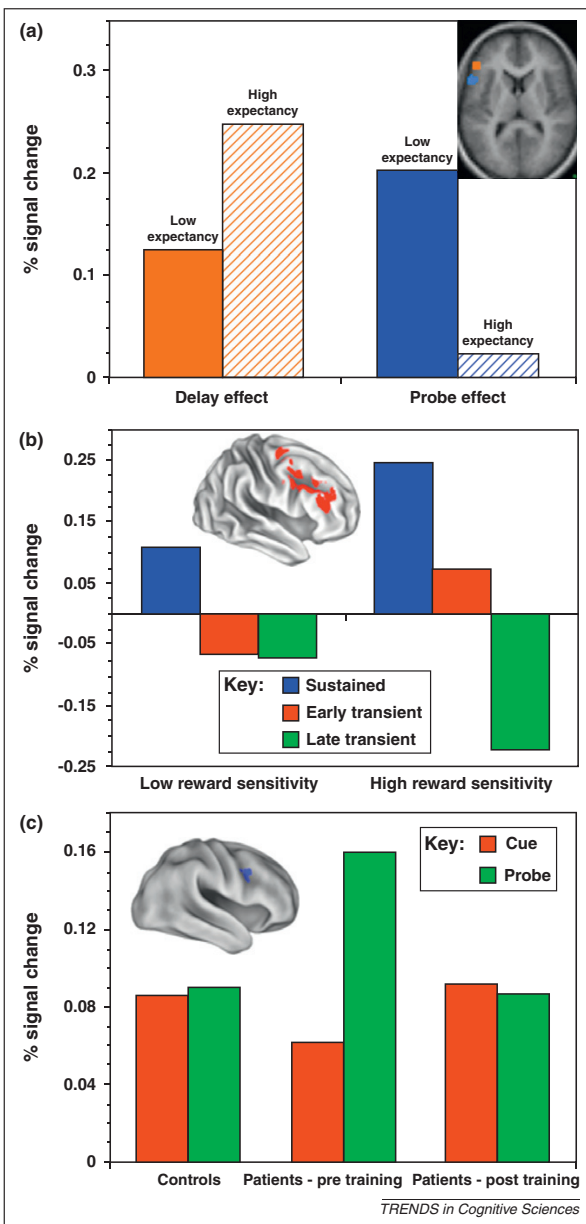 (a)
% signal change
0.3
0.2
0.1
0
Low
expectancy
High
expectancy
Low
expectancy
High
expectancy
Delay effect
Probe effect
(b)
% signal change
0.25
0.15
0.05
-0.05
-0.15
-0.25
Key:
Sustained
Early transient
Late transient
Low reward sensitivity
High reward sensitivity
(c)
% signal change
0.16
0.12
0.08
0.04
0
Key:
Cue
Probe
Controls
Patients - pre training
Patients - post training
TRENDS in Cognitive Sciences